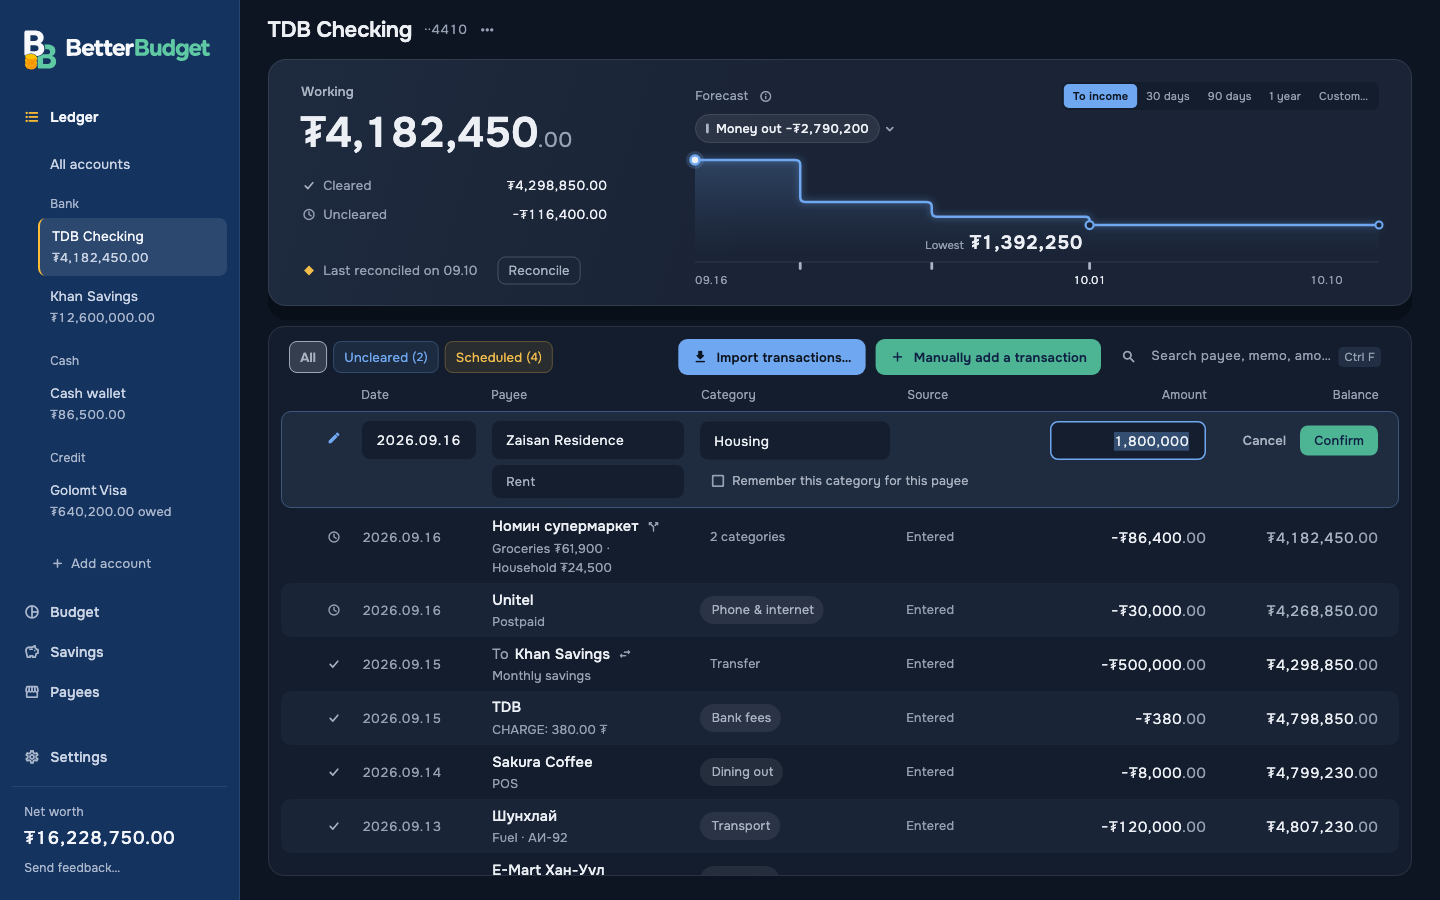 BetterBudget
Ledger
All accounts
Bank
TDB Checking
₮4,182,450.00
Khan Savings
₮12,600,000.00
Cash
Cash wallet
₮86,500.00
Credit
Golomt Visa
₮640,200.00 owed
+ Add account
Budget
Savings
Payees
Settings
Net worth
₮16,228,750.00
Send feedback...
TDB Checking ··4410 •••
Working
₮4,182,450.00
Cleared ₮4,298,850.00
Uncleared -₮116,400.00
Last reconciled on 09.10 Reconcile
Forecast
To income 30 days 90 days 1 year Custom...
Money out -₮2,790,200
Lowest ₮1,392,250
09.16 10.01 10.10
All Uncleared (2) Scheduled (4) Import transactions... + Manually add a transaction Search payee, memo, amo... Ctrl F
Date Payee Category Source Amount Balance
2026.09.16 Zaisan Residence Housing 1,800,000 Cancel Confirm
Rent Remember this category for this payee
2026.09.16 Номин супермаркет 2 categories Entered -₮86,400.00 ₮4,182,450.00
Groceries ₮61,900 ·
Household ₮24,500
2026.09.16 Unitel Phone & internet Entered -₮30,000.00 ₮4,268,850.00
Postpaid
2026.09.15 To Khan Savings Transfer Entered -₮500,000.00 ₮4,298,850.00
Monthly savings
2026.09.15 TDB Bank fees Entered -₮380.00 ₮4,798,850.00
CHARGE: 380.00 ₮
2026.09.14 Sakura Coffee Dining out Entered -₮8,000.00 ₮4,799,230.00
POS
2026.09.13 Шунхлай Transport Entered -₮120,000.00 ₮4,807,230.00
Fuel · АИ-92
E-Mart Хан-Уул